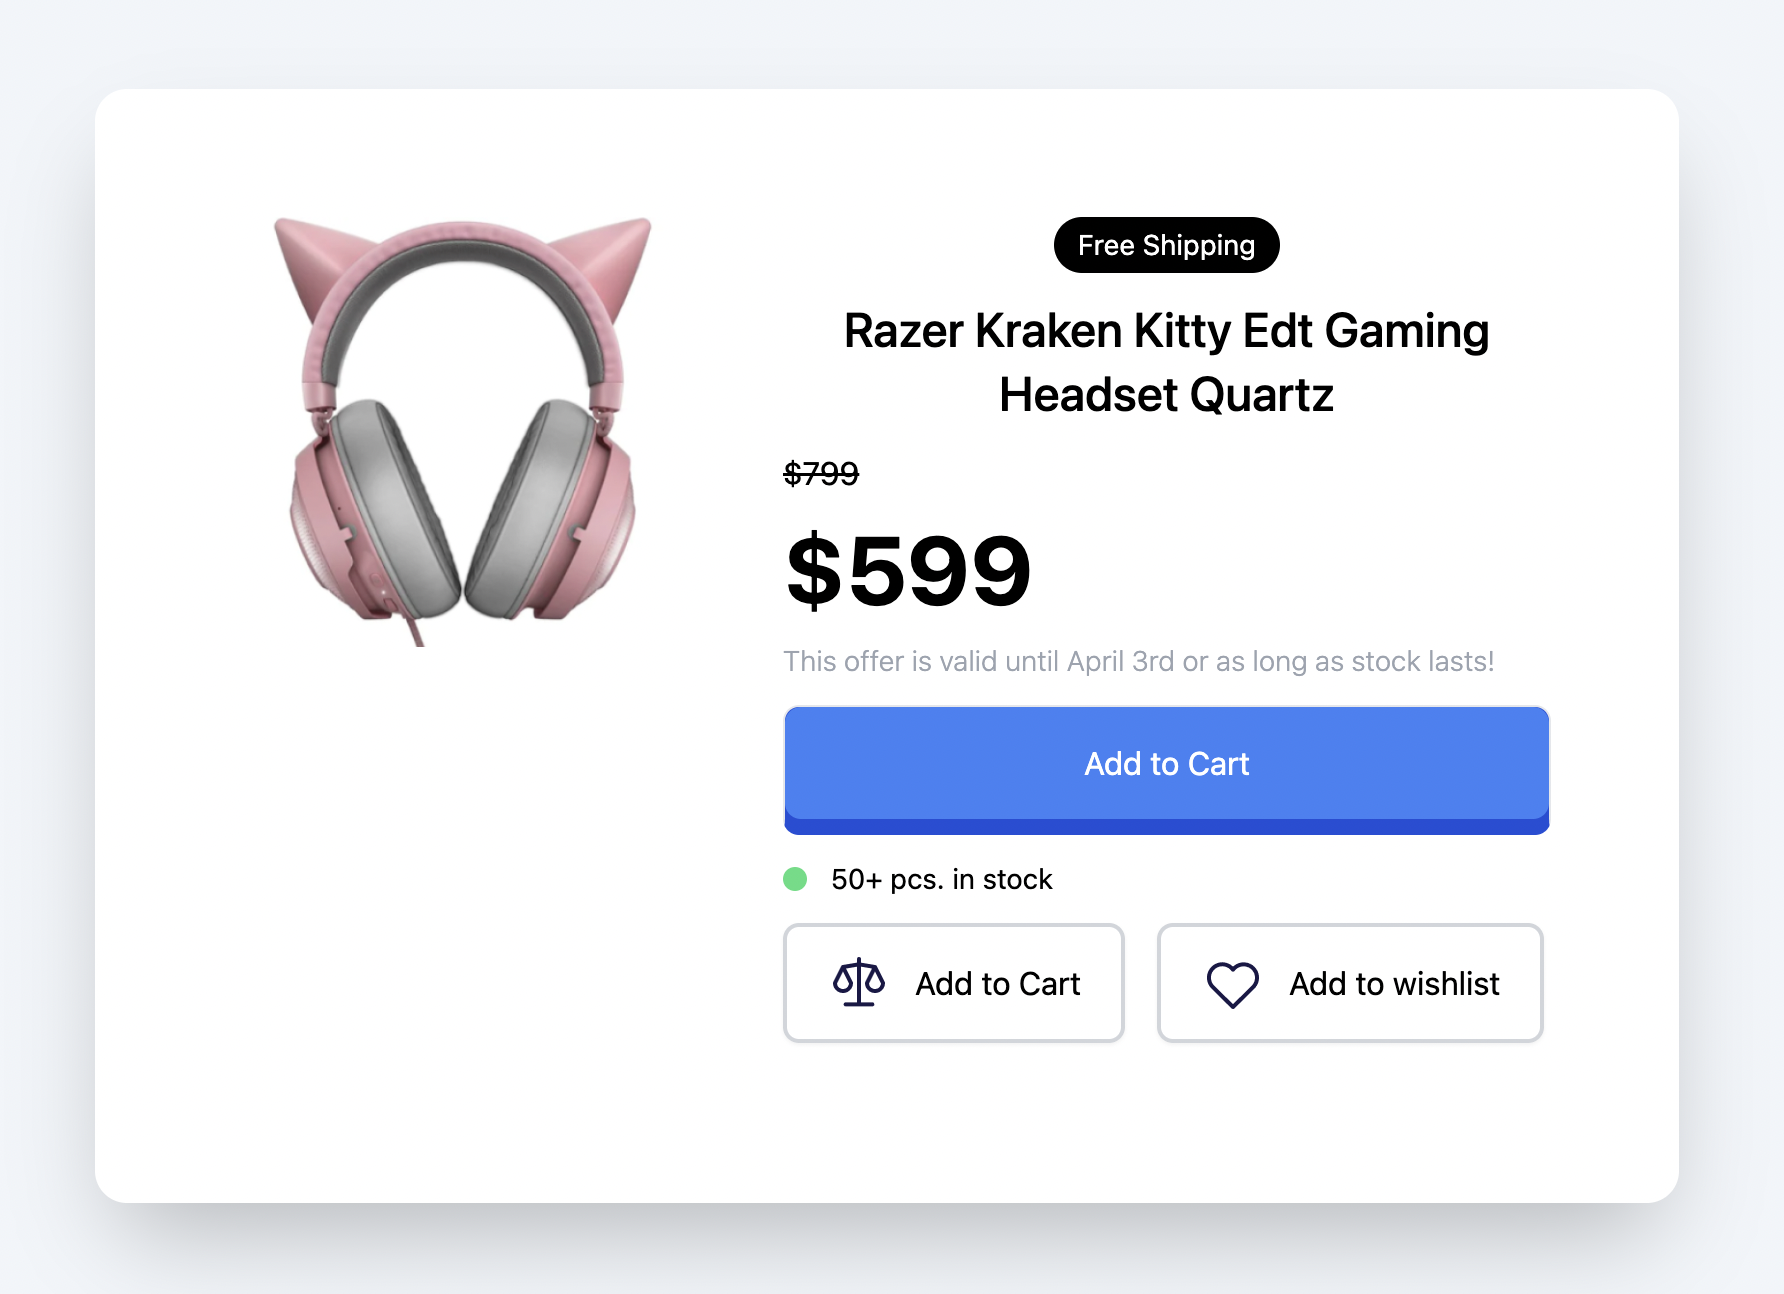 Free Shipping
Razer Kraken Kitty Edt Gaming
Headset Quartz
$799
$599
This offer is valid until April 3rd or as long as stock lasts!
Add to Cart
50+ pcs. in stock
Add to Cart
Add to wishlist